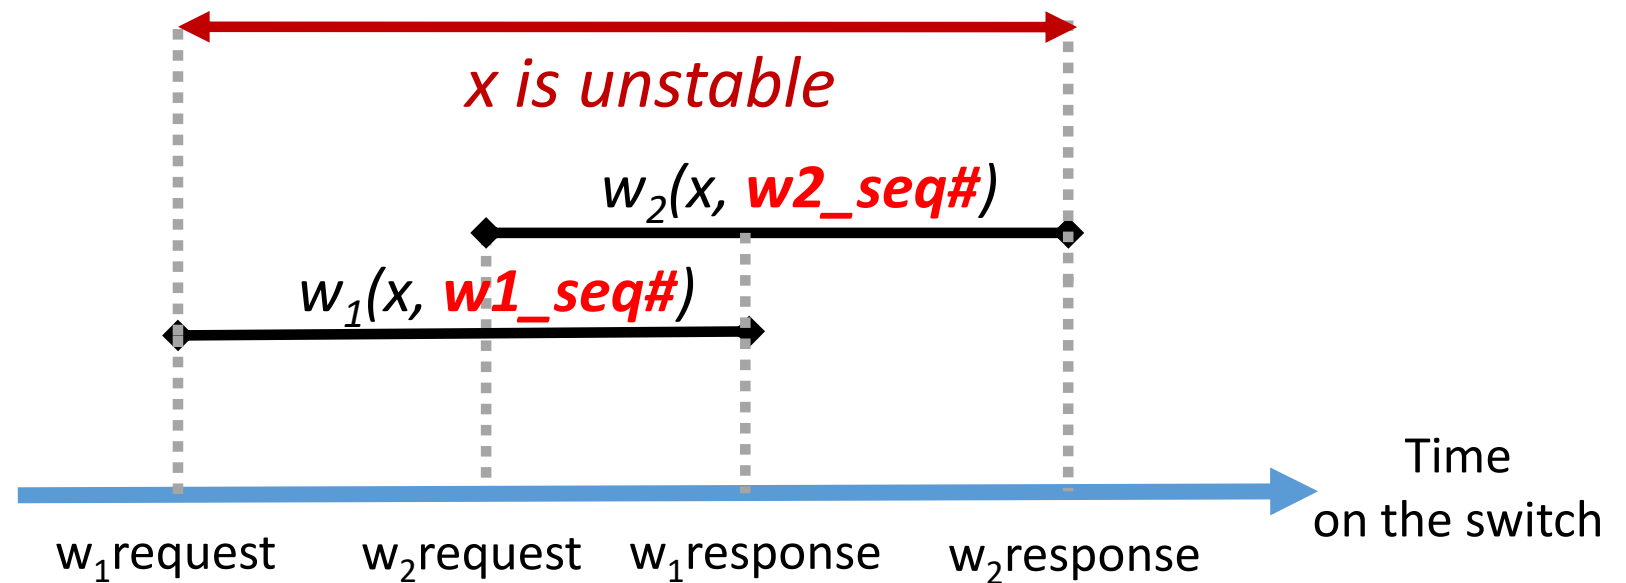 x is unstable
w2(x, w2_seq#)
w1(x, w1_seq#)
Time
on the switch
w1request w2request w1response w2response